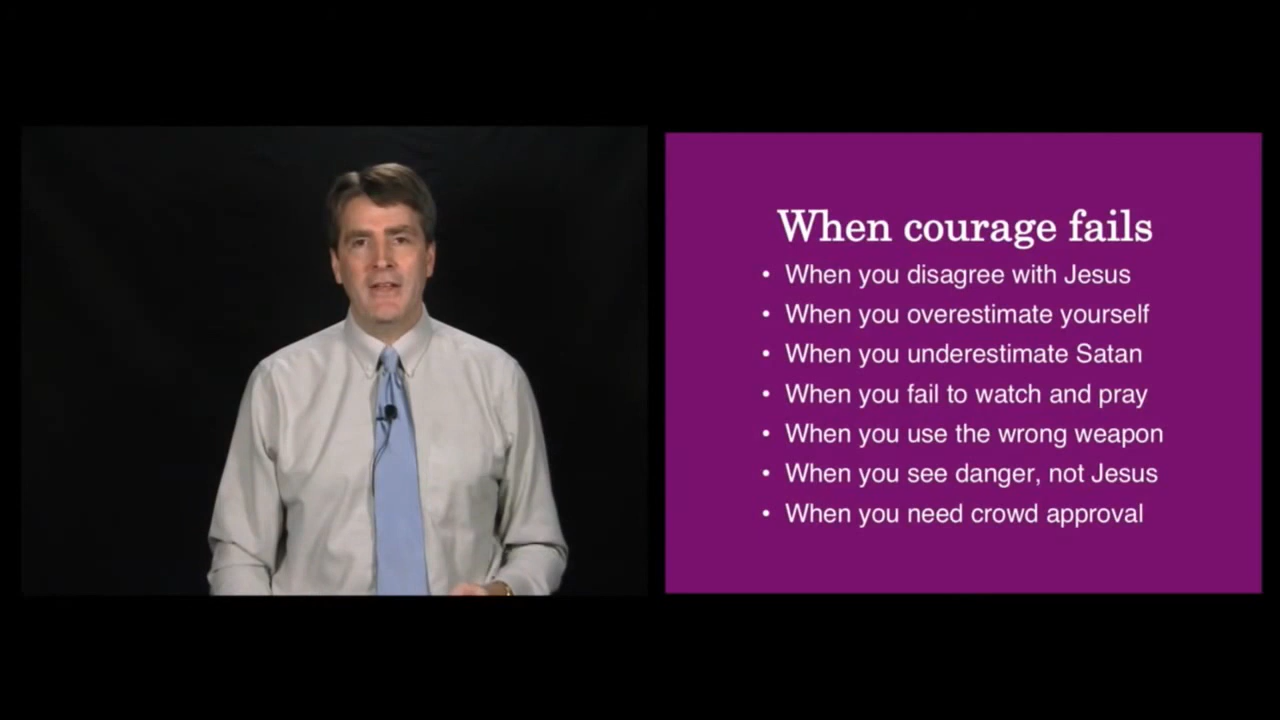 When courage fails
• When you disagree with Jesus
• When you overestimate yourself
• When you underestimate Satan
• When you fail to watch and pray
• When you use the wrong weapon
• When you see danger, not Jesus
• When you need crowd approval